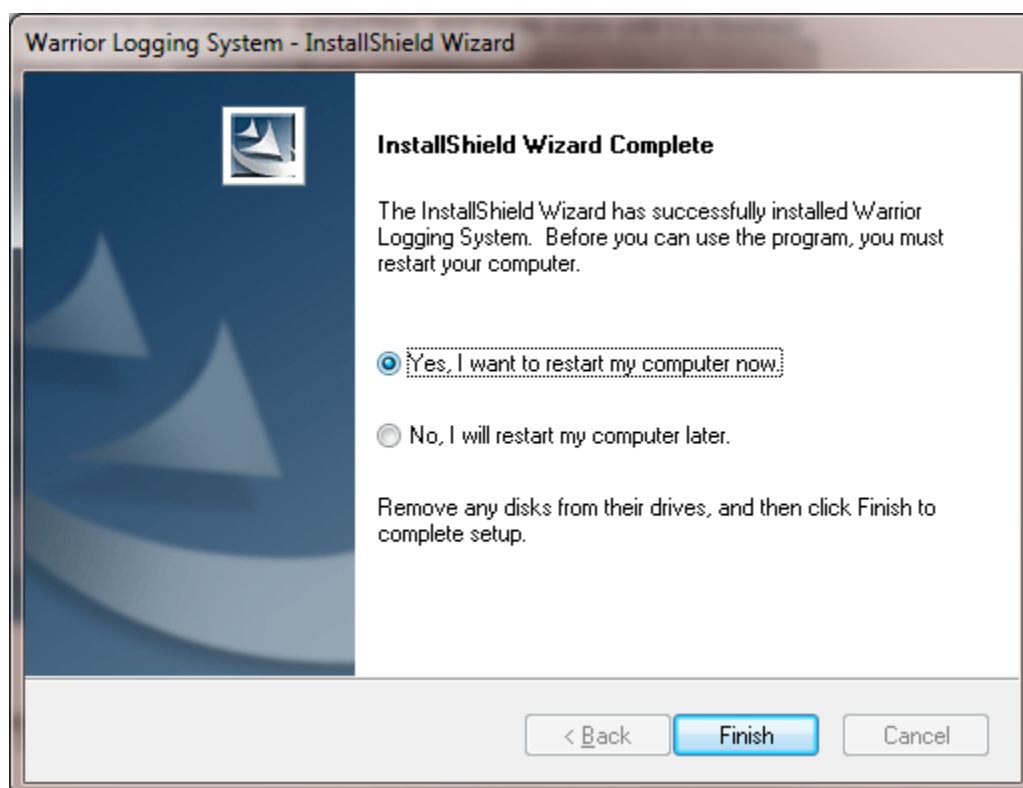 Warrior Logging System - InstallShield Wizard
InstallShield Wizard Complete
The InstallShield Wizard has successfully installed Warrior
Logging System.  Before you can use the program, you must
restart your computer.
Yes, I want to restart my computer now.
No, I will restart my computer later.
Remove any disks from their drives, and then click Finish to
complete setup.
< Back Finish Cancel